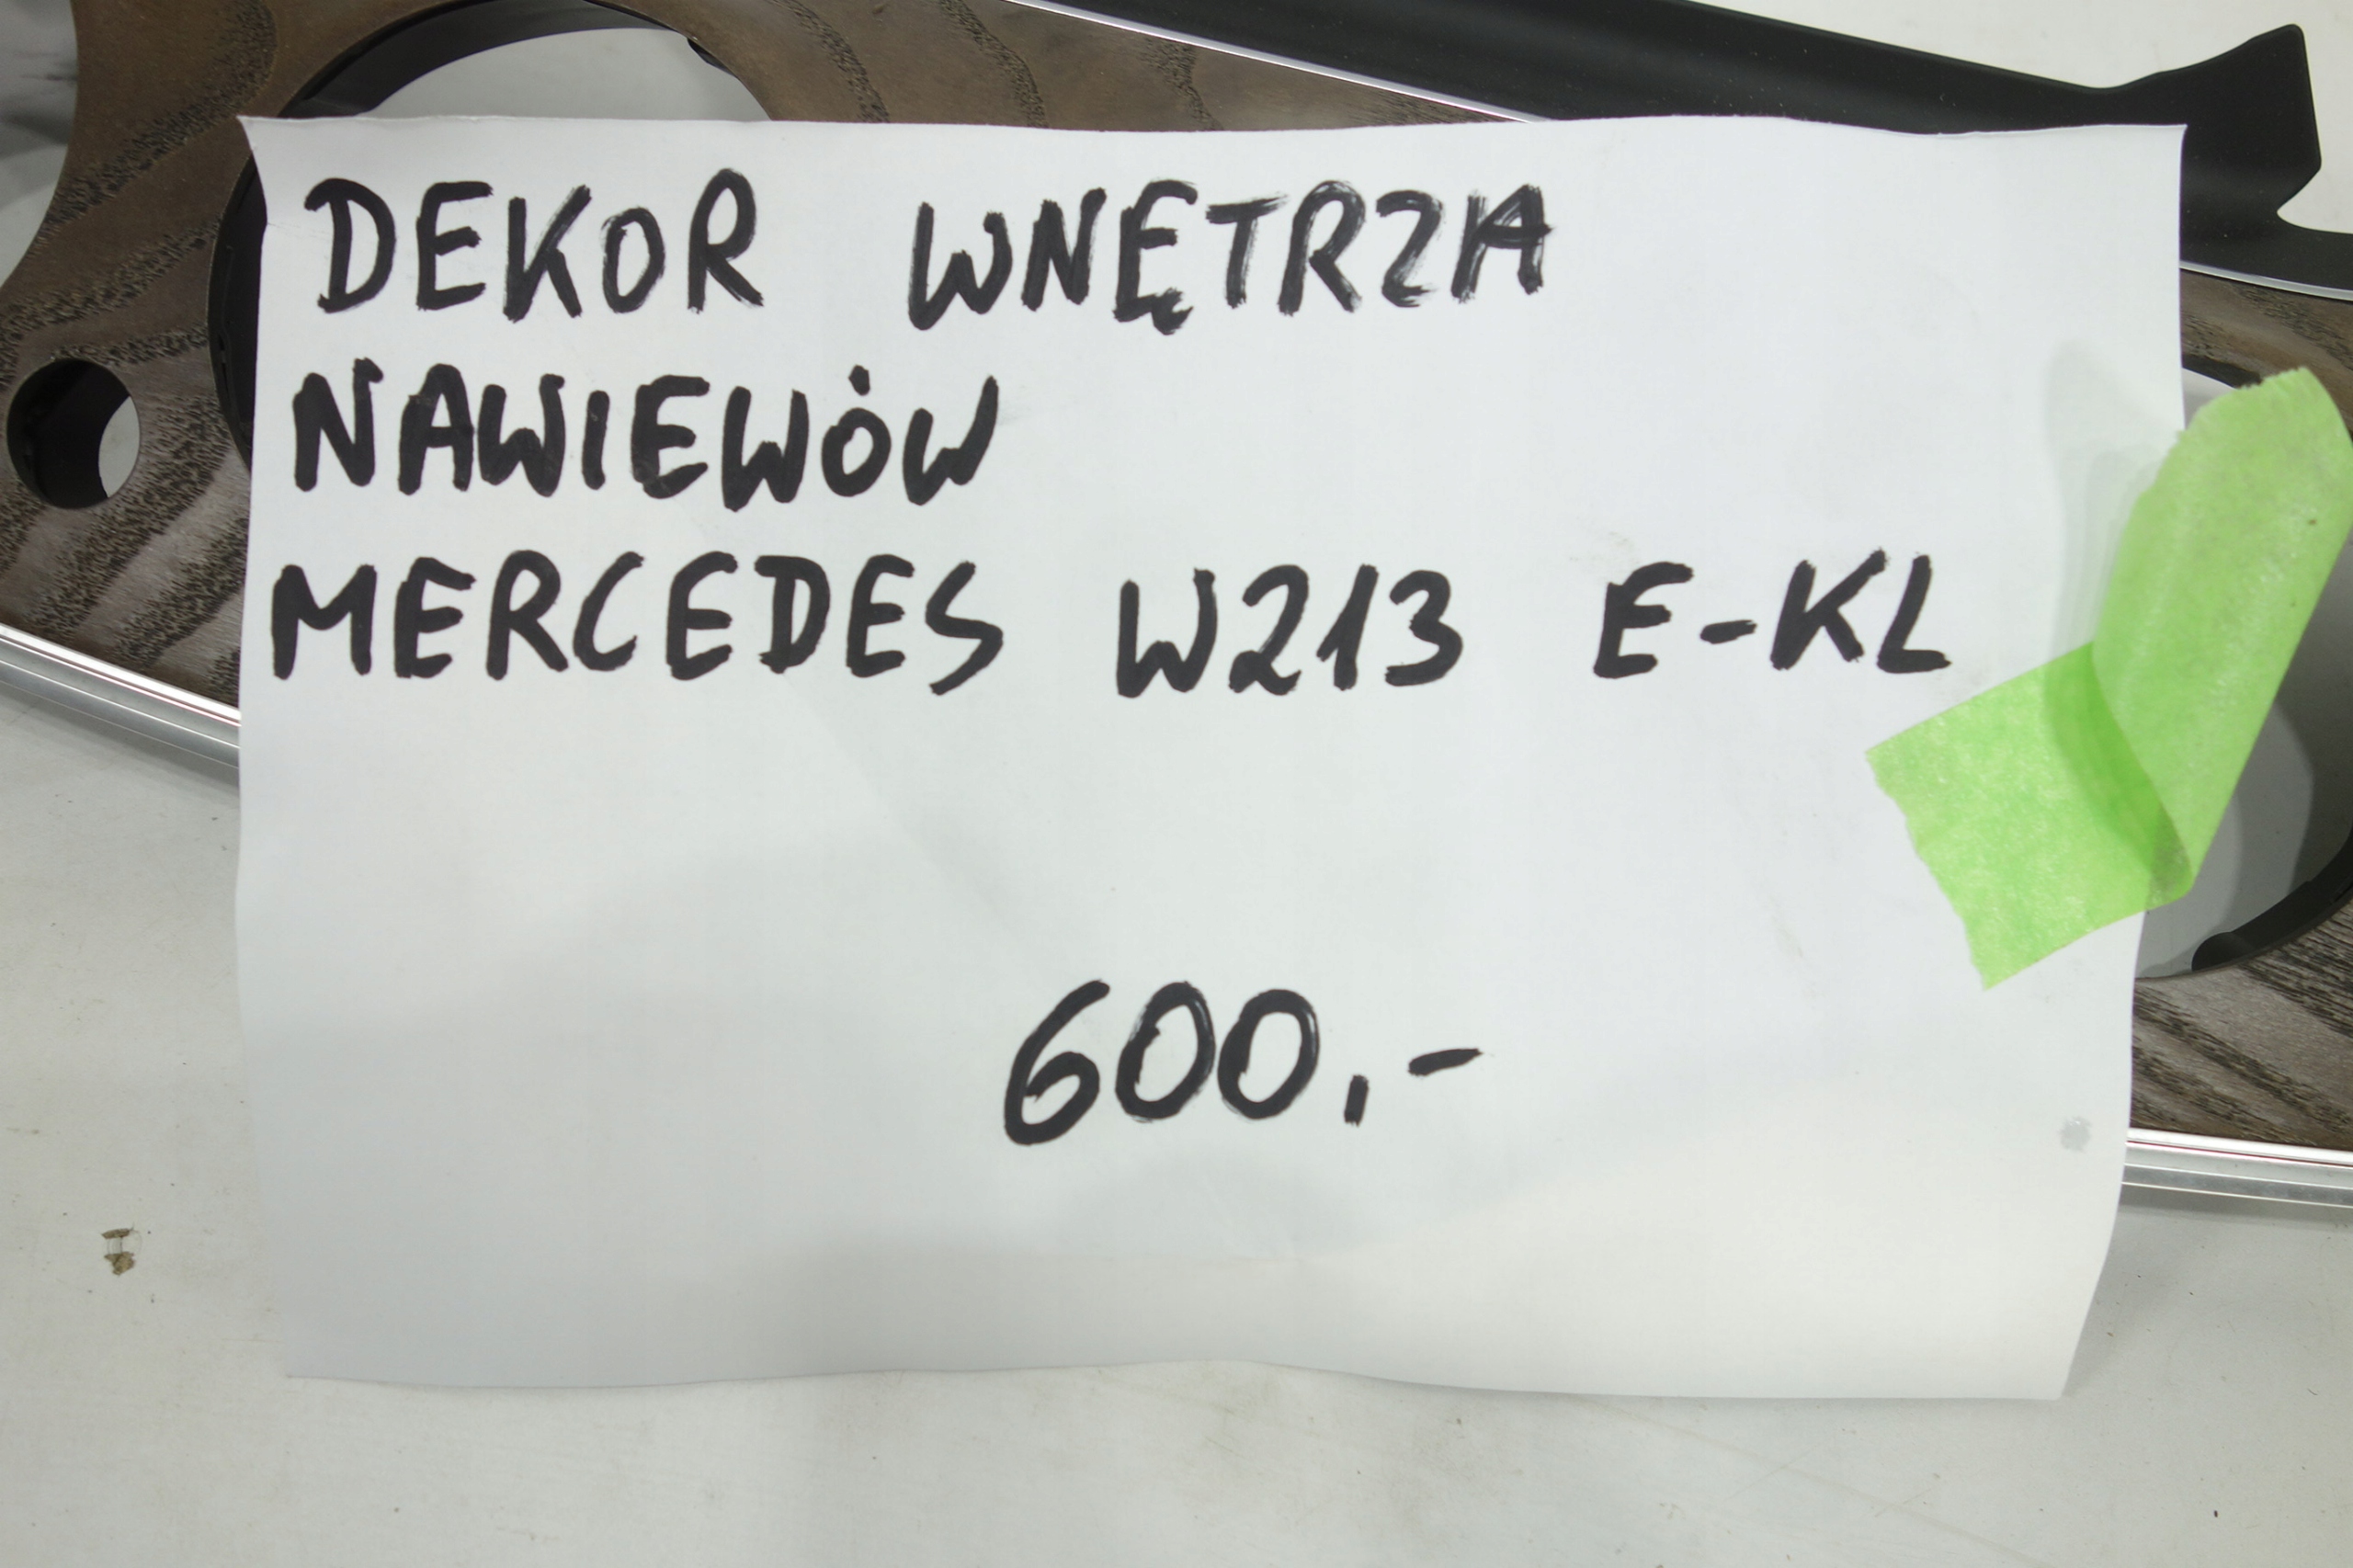 DEKOR WNĘTRZA
NAWIEWÓW
MERCEDES W213 E-KL
600,-